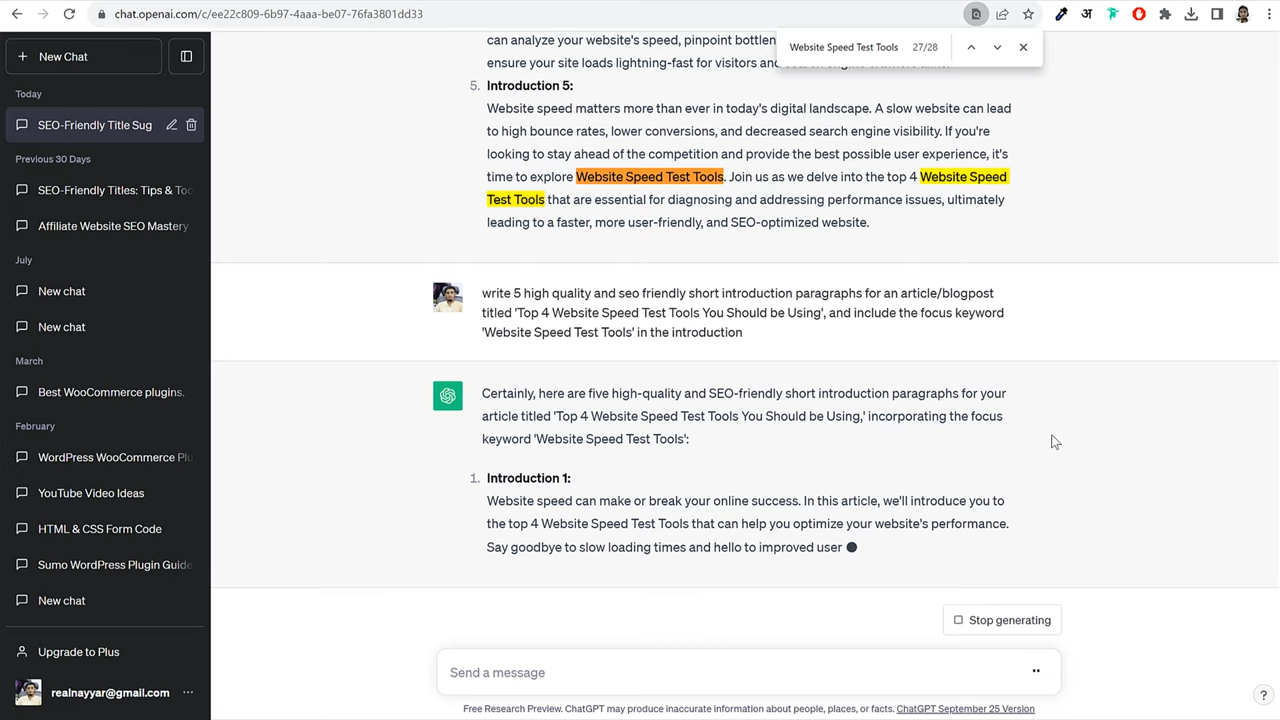 chat.openai.com/c/ee22c809-6b97-4aaa-be07-76fa3801dd33
अ
Website Speed Test Tools 27/28
New Chat
Today
SEO-Friendly Title Sug
Previous 30 Days
SEO-Friendly Titles: Tips & Too
Affiliate Website SEO Mastery
July
New chat
New chat
March
Best WooCommerce plugins.
February
WordPress WooCommerce Plu
YouTube Video Ideas
HTML & CSS Form Code
Sumo WordPress Plugin Guide
New chat
Upgrade to Plus
realnayyar@gmail.com
can analyze your website's speed, pinpoint bottlen
ensure your site loads lightning-fast for visitors and
5. Introduction 5:
Website speed matters more than ever in today's digital landscape. A slow website can lead
to high bounce rates, lower conversions, and decreased search engine visibility. If you're
looking to stay ahead of the competition and provide the best possible user experience, it's
time to explore Website Speed Test Tools. Join us as we delve into the top 4 Website Speed
Test Tools that are essential for diagnosing and addressing performance issues, ultimately
leading to a faster, more user-friendly, and SEO-optimized website.
write 5 high quality and seo friendly short introduction paragraphs for an article/blogpost
titled 'Top 4 Website Speed Test Tools You Should be Using', and include the focus keyword
'Website Speed Test Tools' in the introduction
Certainly, here are five high-quality and SEO-friendly short introduction paragraphs for your
article titled 'Top 4 Website Speed Test Tools You Should be Using,' incorporating the focus
keyword 'Website Speed Test Tools':
1. Introduction 1:
Website speed can make or break your online success. In this article, we'll introduce you to
the top 4 Website Speed Test Tools that can help you optimize your website's performance.
Say goodbye to slow loading times and hello to improved user
Stop generating
Send a message
Free Research Preview. ChatGPT may produce inaccurate information about people, places, or facts. ChatGPT September 25 Version
?